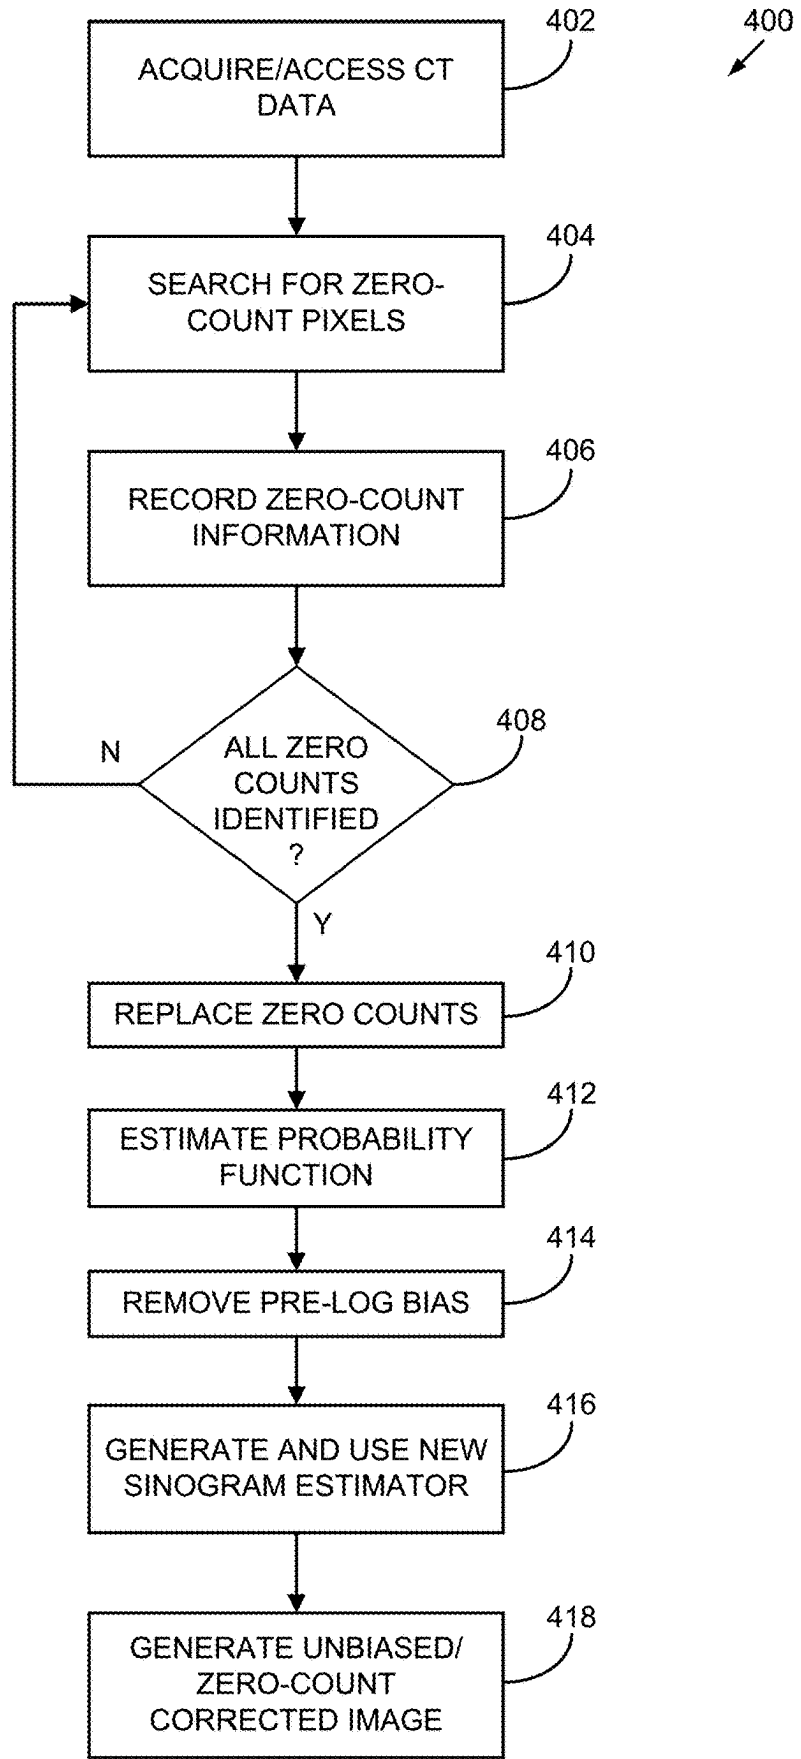 402
400
ACQUIRE/ACCESS CT
DATA
404
SEARCH FOR ZERO-
COUNT PIXELS
406
RECORD ZERO-COUNT
INFORMATION
408
N
ALL ZERO
COUNTS
IDENTIFIED
?
Y
410
REPLACE ZERO COUNTS
412
ESTIMATE PROBABILITY
FUNCTION
414
REMOVE PRE-LOG BIAS
416
GENERATE AND USE NEW
SINOGRAM ESTIMATOR
418
GENERATE UNBIASED/
ZERO-COUNT
CORRECTED IMAGE